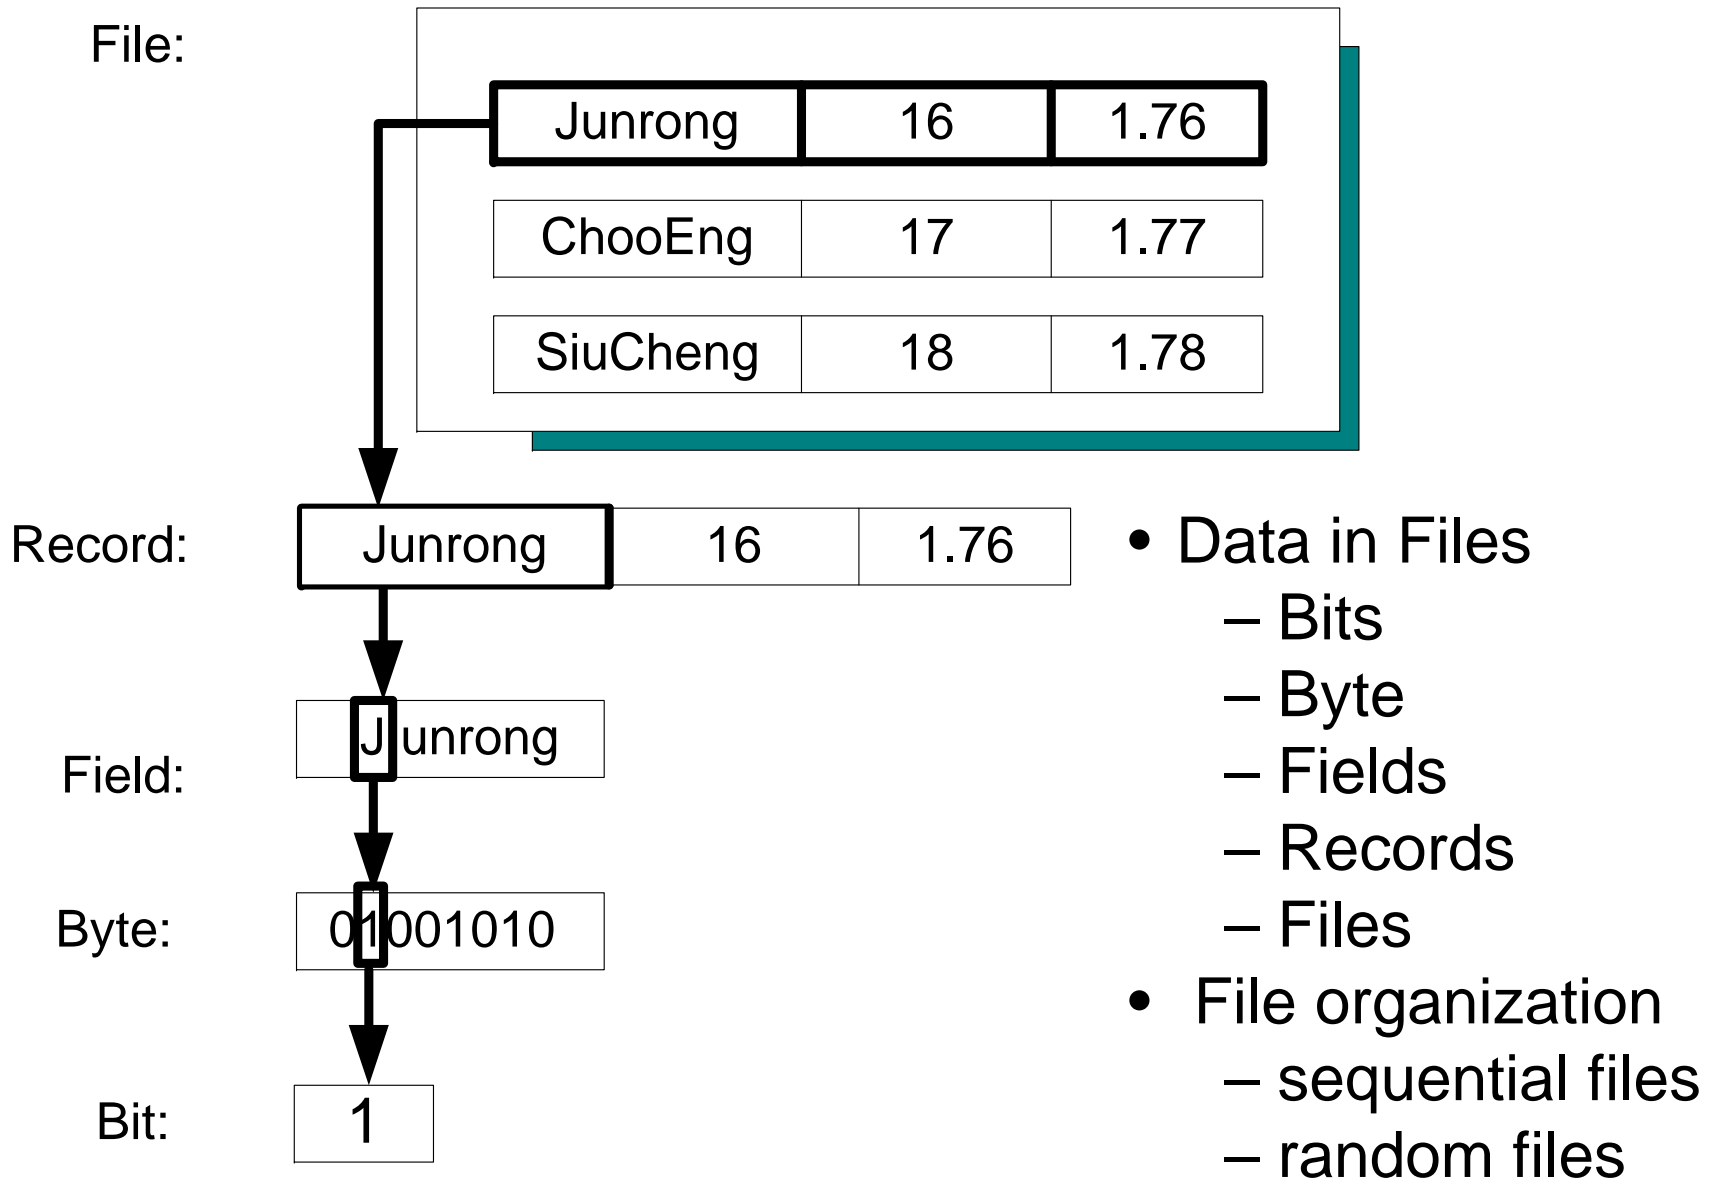 File:
Junrong 16 1.76
ChooEng 17 1.77
SiuCheng 18 1.78
Record: Junrong 16 1.76
Field: Junrong
Byte: 01001010
Bit: 1
• Data in Files
– Bits
– Byte
– Fields
– Records
– Files
• File organization
– sequential files
– random files